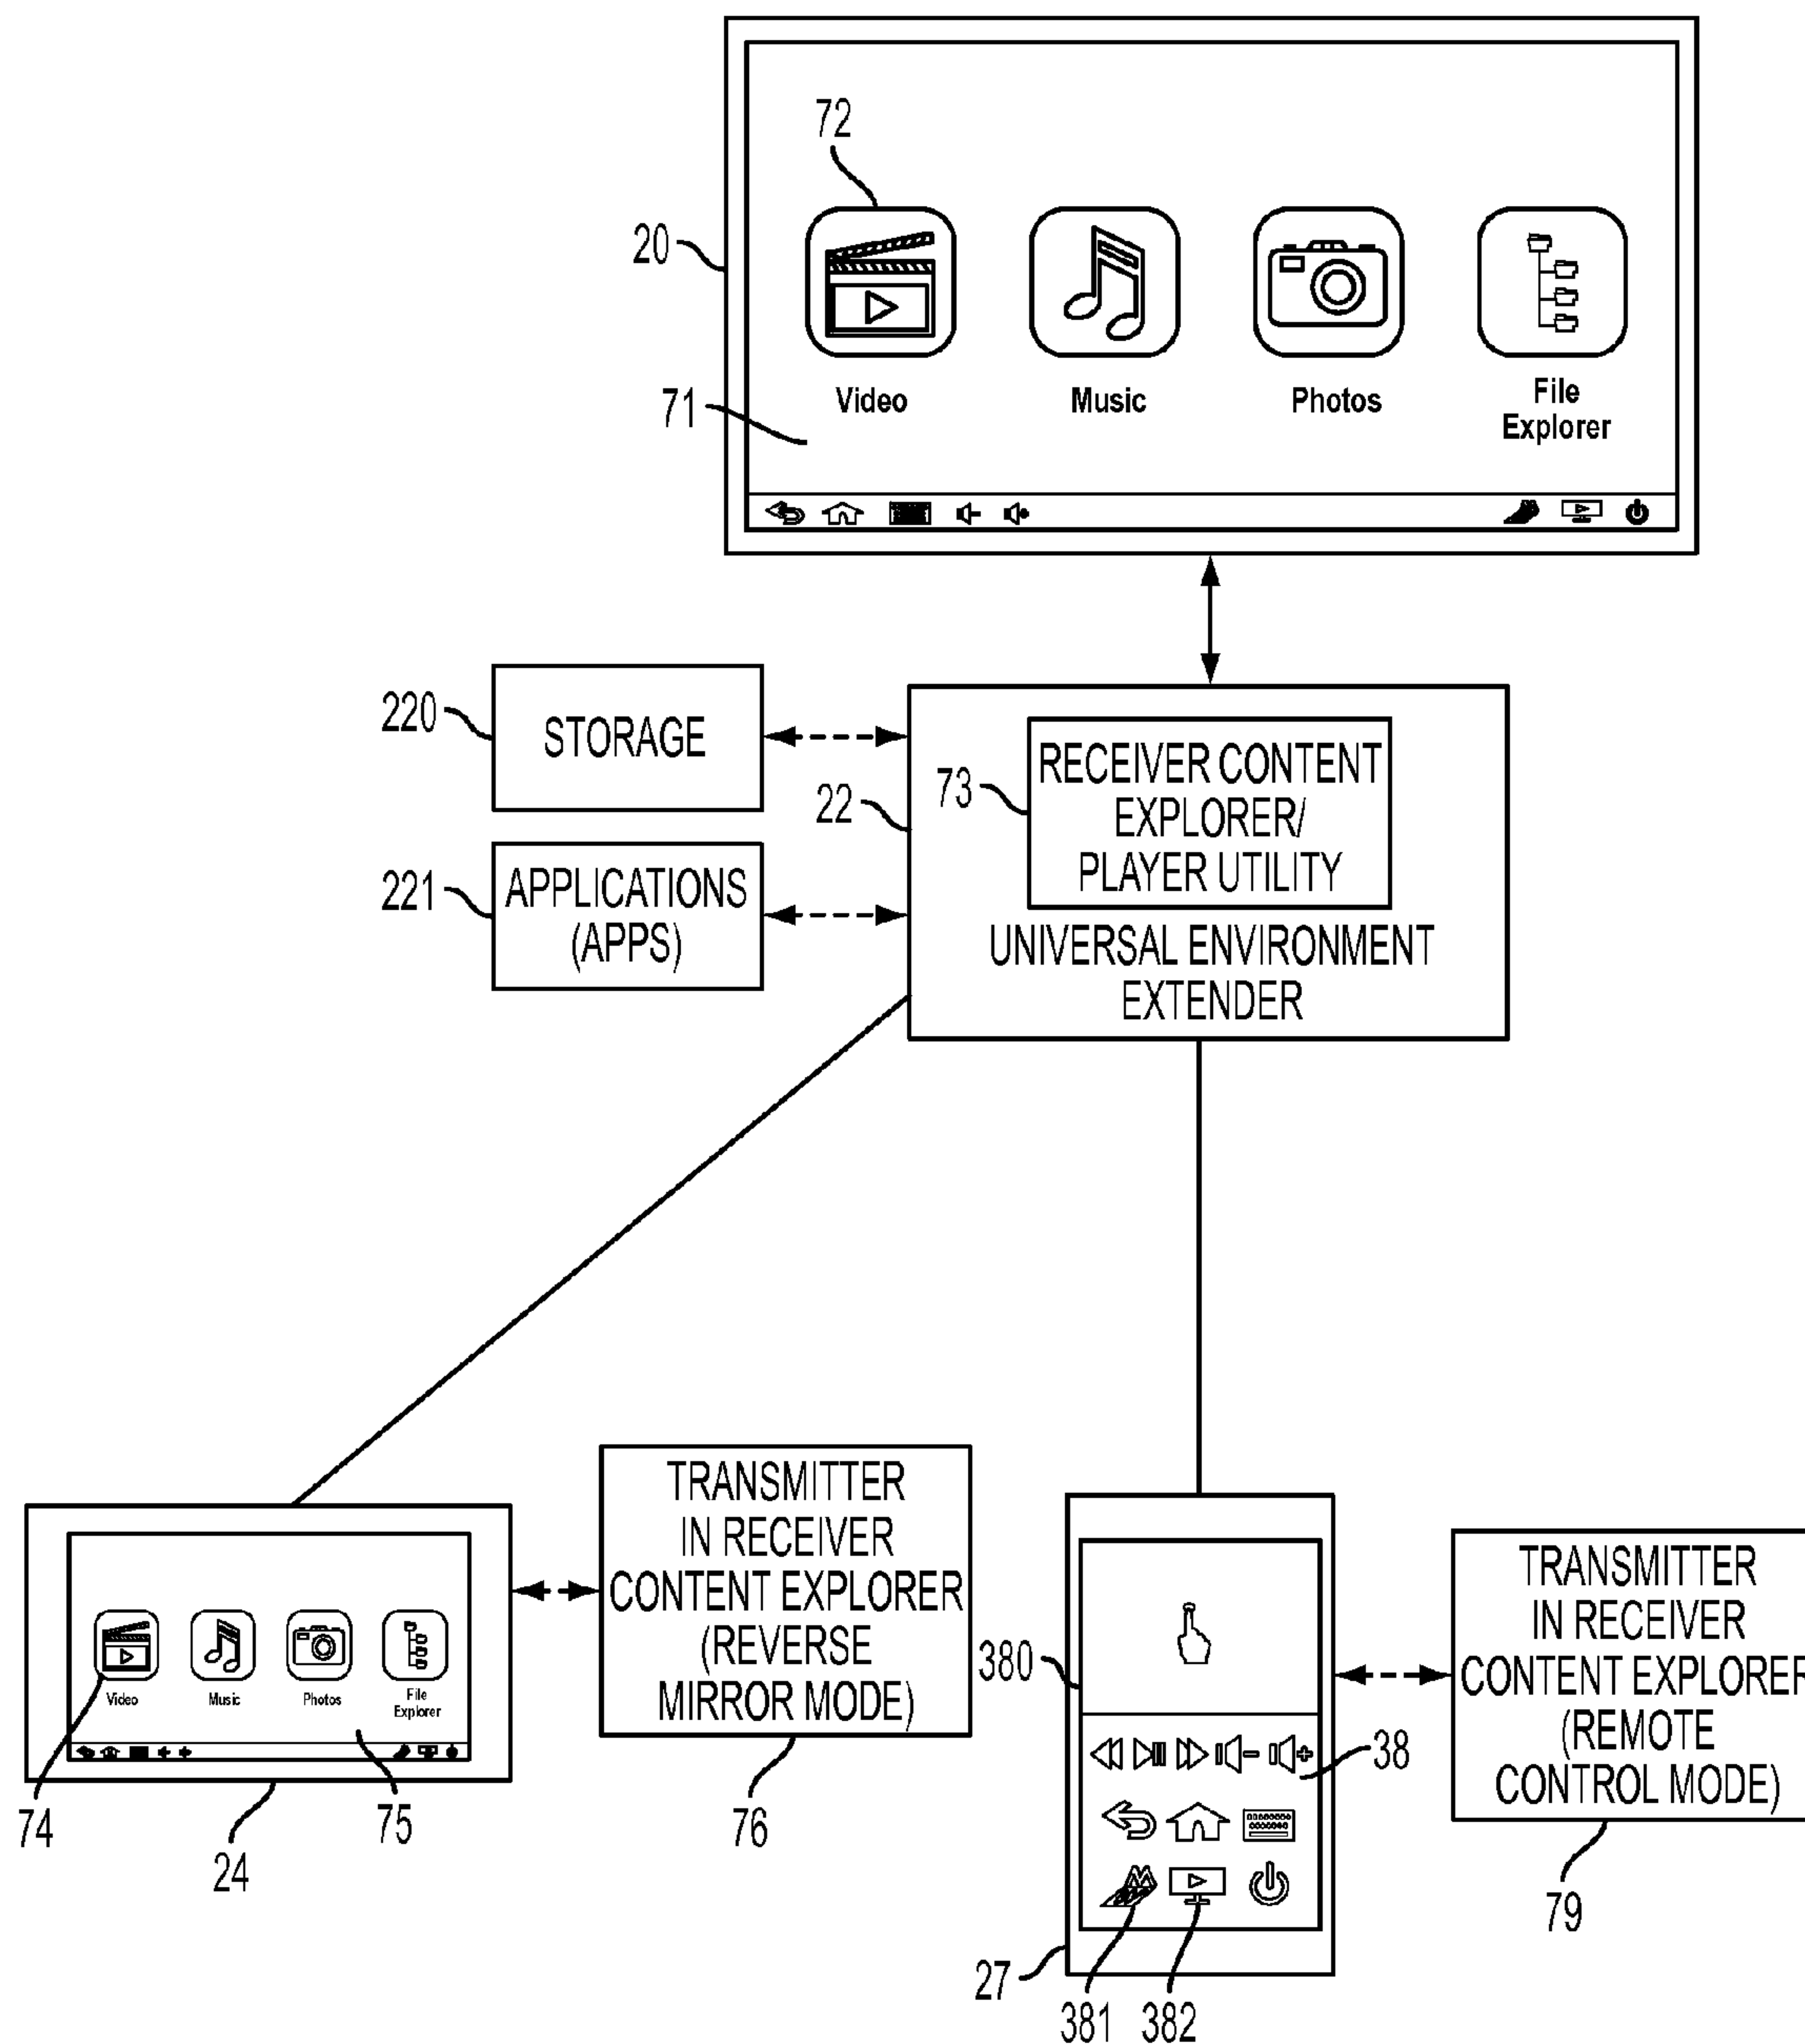 72
20
71
Video
Music
Photos
File
Explorer
220
STORAGE
22
73
RECEIVER CONTENT
EXPLORER/
PLAYER UTILITY
221
APPLICATIONS
(APPS)
UNIVERSAL ENVIRONMENT
EXTENDER
Video
Music
Photos
File
Explorer
74
24
75
TRANSMITTER
IN RECEIVER
CONTENT EXPLORER
(REVERSE
MIRROR MODE)
76
380
38
27
381
382
TRANSMITTER
IN RECEIVER
CONTENT EXPLORER
(REMOTE
CONTROL MODE)
79